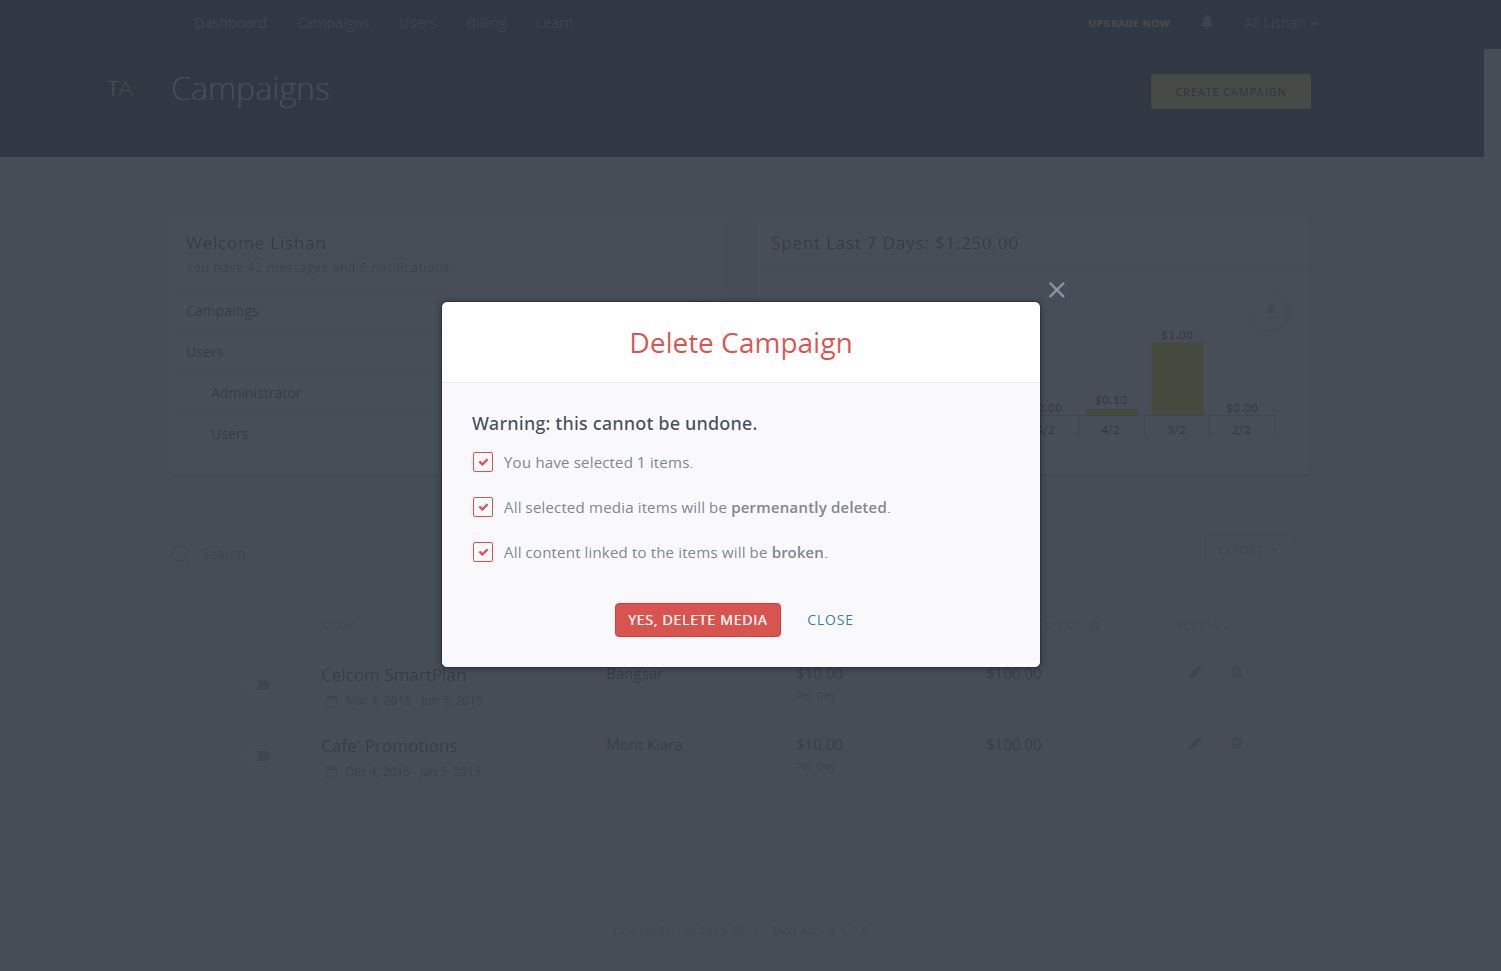 Dashboard Campaigns Users Billing Learn
UPGRADE NOW Ali Lishan
TA Campaigns
CREATE CAMPAIGN
Welcome Lishan
You have 42 messages and 6 notifications.
Campaings
Users
Administrator
Users
Spent Last 7 Days: $1,250.00
$1.00
$0.10
$0.00
4/2 3/2 2/2
Delete Campaign
Warning: this cannot be undone.
You have selected 1 items.
All selected media items will be permenantly deleted.
All content linked to the items will be broken.
YES, DELETE MEDIA CLOSE
Search
EXPORT
NAME ACTIONS
Celcom SmartPlan Bangsar $10.00 $100.00
Mar 4, 2015 - Jun 5, 2015 Per Day
Cafe' Promotions Mont Kiara $10.00 $100.00
Dec 4, 2015 - Jan 5, 2015 Per Day
COPYRIGHT © 2015-2016 - TAXI ADS